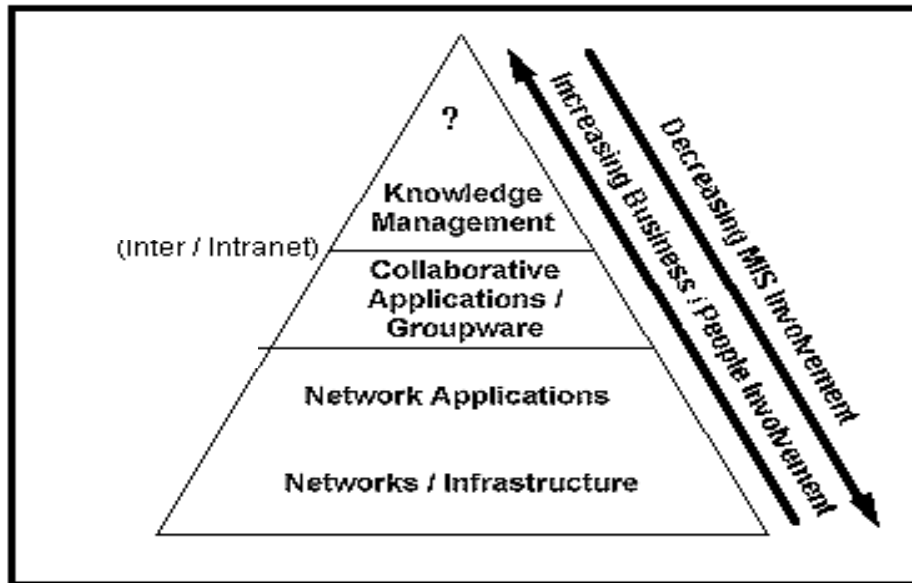 ?
Knowledge
Management
(Inter / Intranet)
Collaborative
Applications /
Groupware
Network Applications
Networks / Infrastructure
Increasing Business / People Involvement
Decreasing MIS Involvement